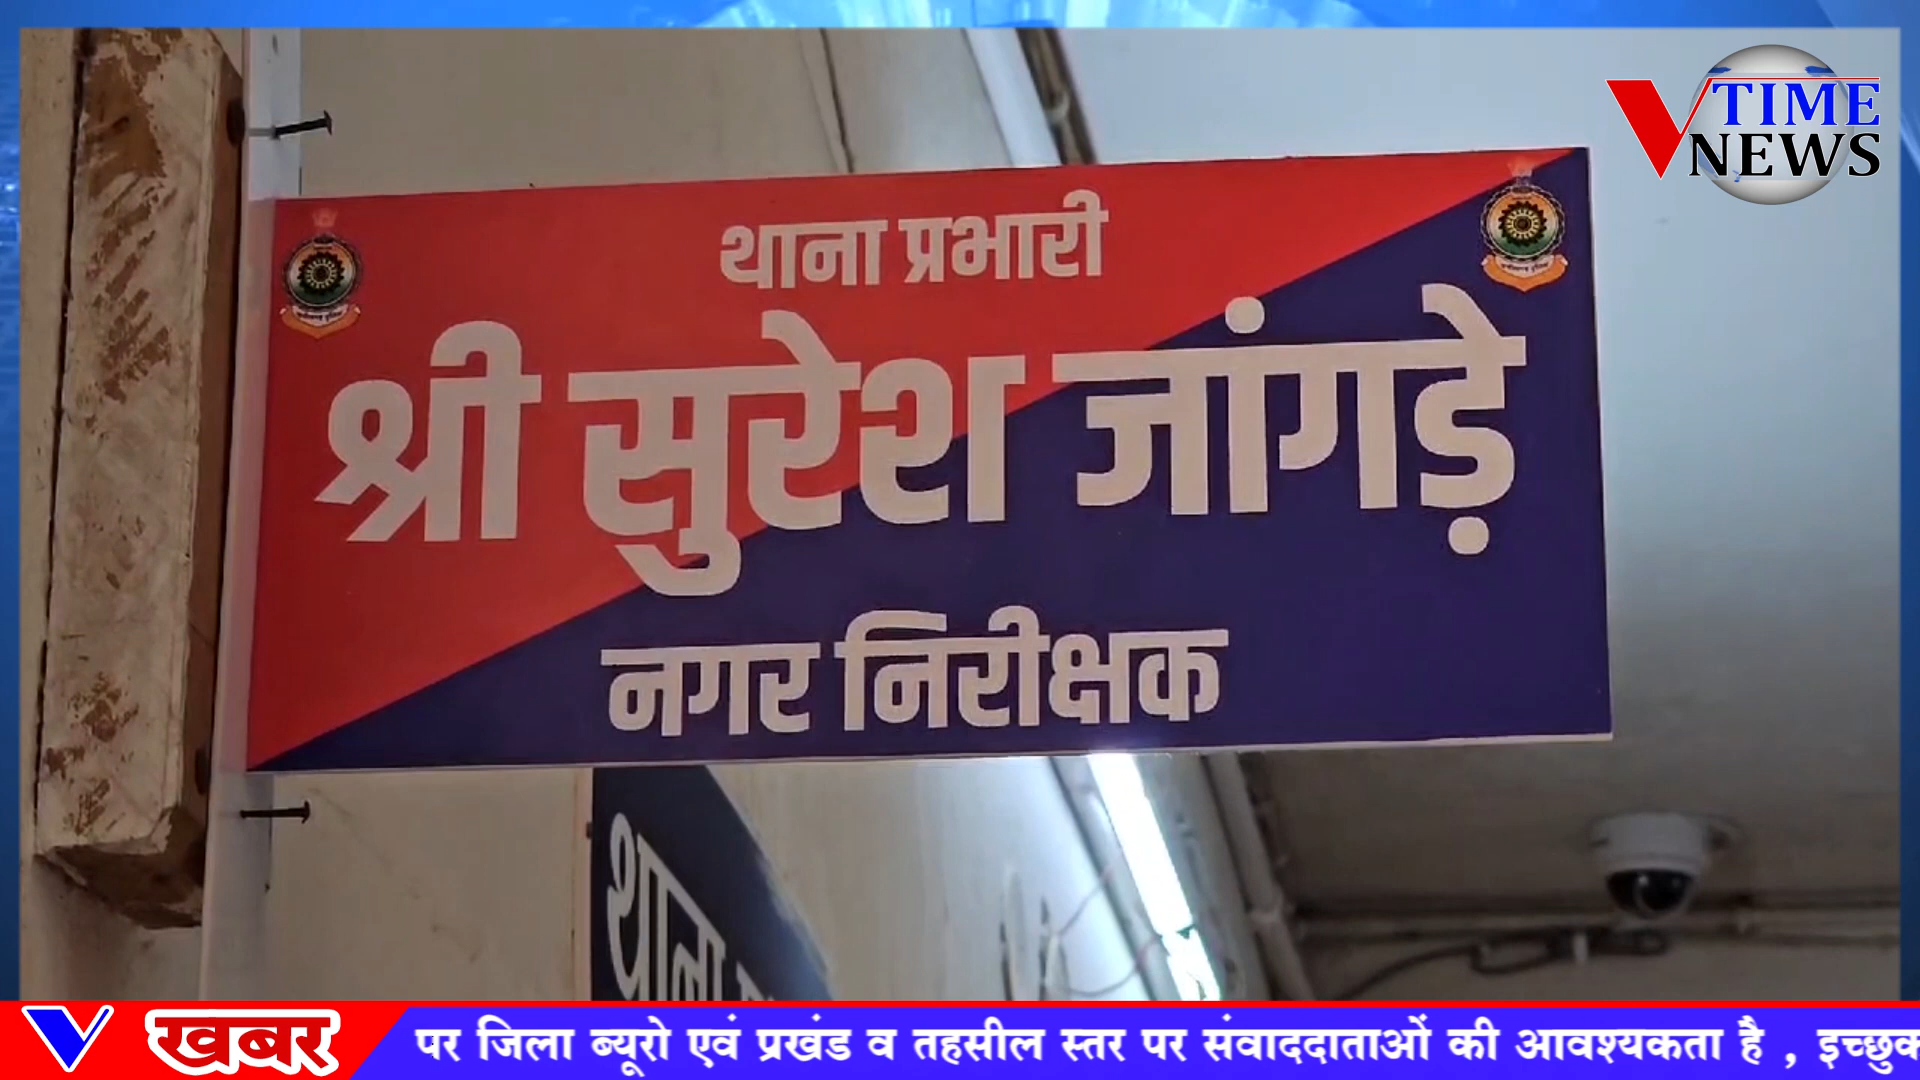 V TIME
NEWS
थाना प्रभारी
श्री सुरेश जांगड़े
नगर निरीक्षक
थाना
V खबर
पर जिला ब्यूरो एवं प्रखंड व तहसील स्तर पर संवाददाताओं की आवश्यकता है , इच्छुक